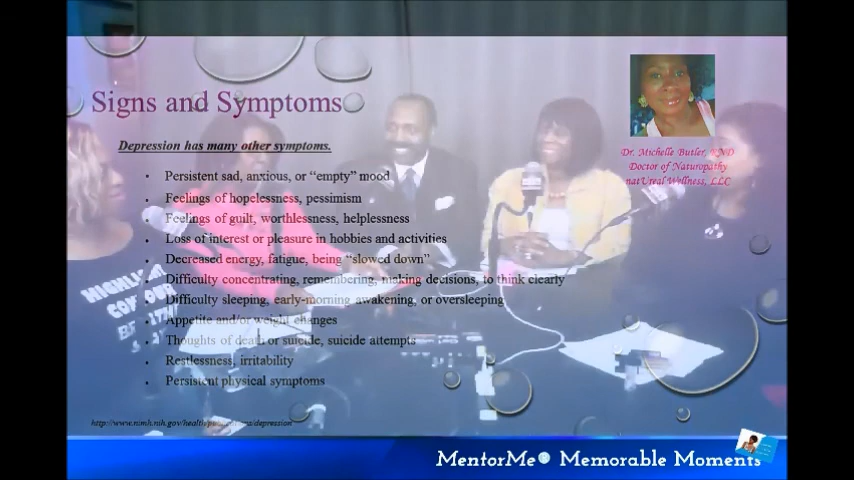 Signs and Symptoms
Depression has many other symptoms.
• Persistent sad, anxious, or “empty” mood
• Feelings of hopelessness, pessimism
• Feelings of guilt, worthlessness, helplessness
• Loss of interest or pleasure in hobbies and activities
• Decreased energy, fatigue, being “slowed down”
• Difficulty concentrating, remembering, making decisions, to think clearly
• Difficulty sleeping, early-morning awakening, or oversleeping
• Appetite and/or weight changes
• Thoughts of death or suicide, suicide attempts
• Restlessness, irritability
• Persistent physical symptoms
Dr. Michelle Butler,
Doctor of Naturopathy
natUreal Wellness, LLC
HIGHLY
MentorMe® Memorable Moments